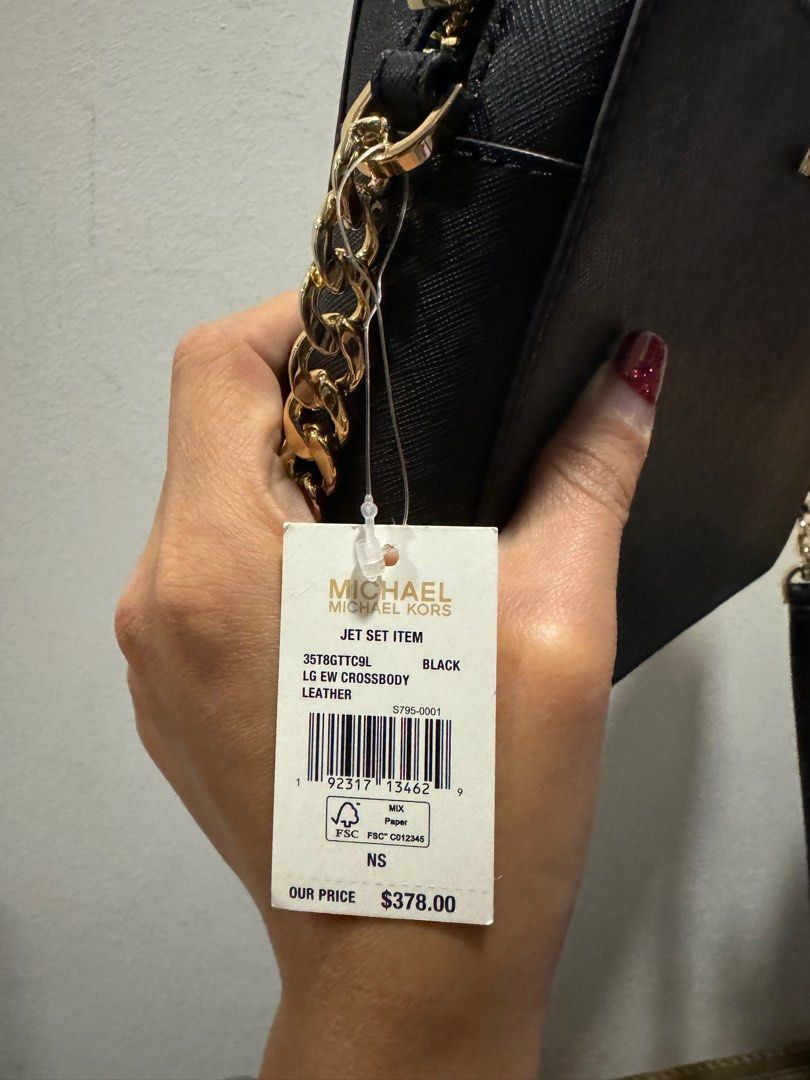 MICHAEL
MICHAEL KORS
JET SET ITEM
35T8GTTC9L BLACK
LG EW CROSSBODY
LEATHER
S795-0001
1 92317 13462 9
FSC
MIX
Paper
FSC™ C012345
NS
OUR PRICE $378.00